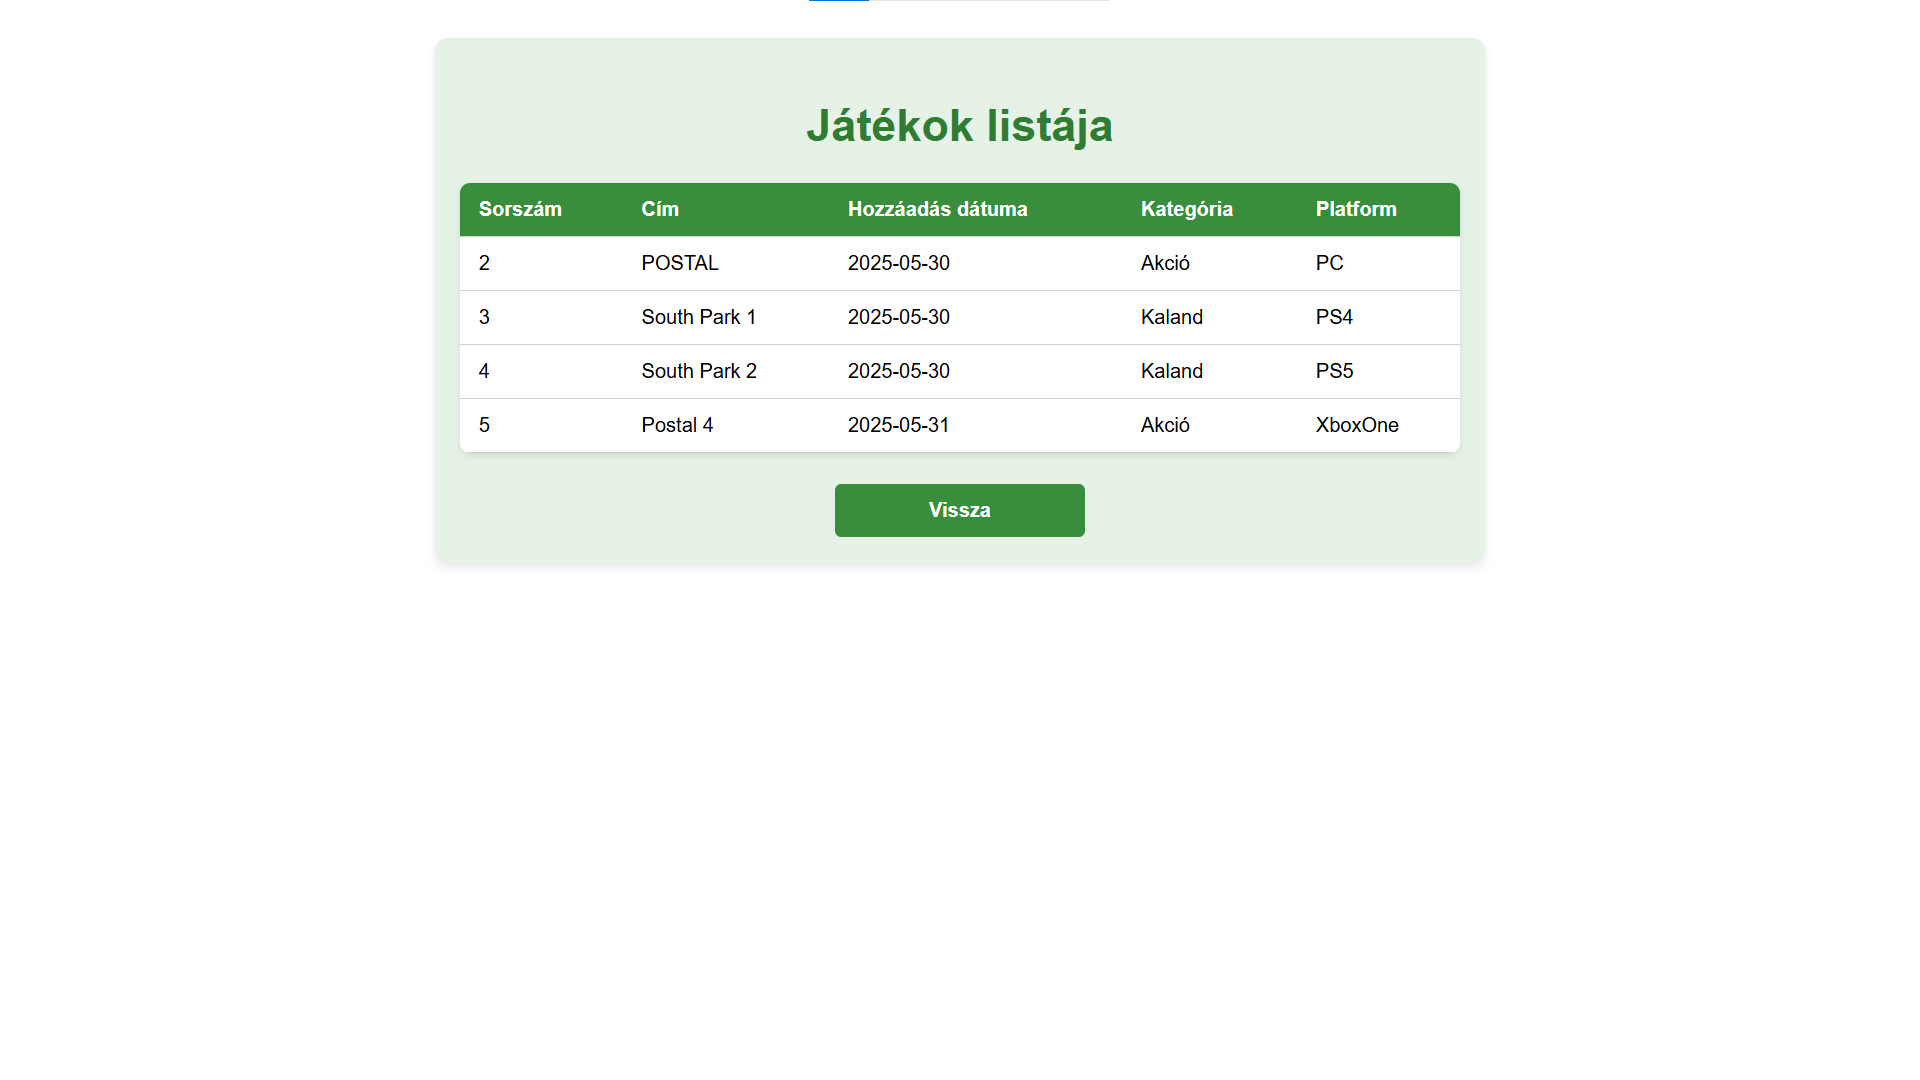 Játékok listája
Sorszám Cím Hozzáadás dátuma Kategória Platform
2 POSTAL 2025-05-30 Akció PC
3 South Park 1 2025-05-30 Kaland PS4
4 South Park 2 2025-05-30 Kaland PS5
5 Postal 4 2025-05-31 Akció XboxOne
Vissza